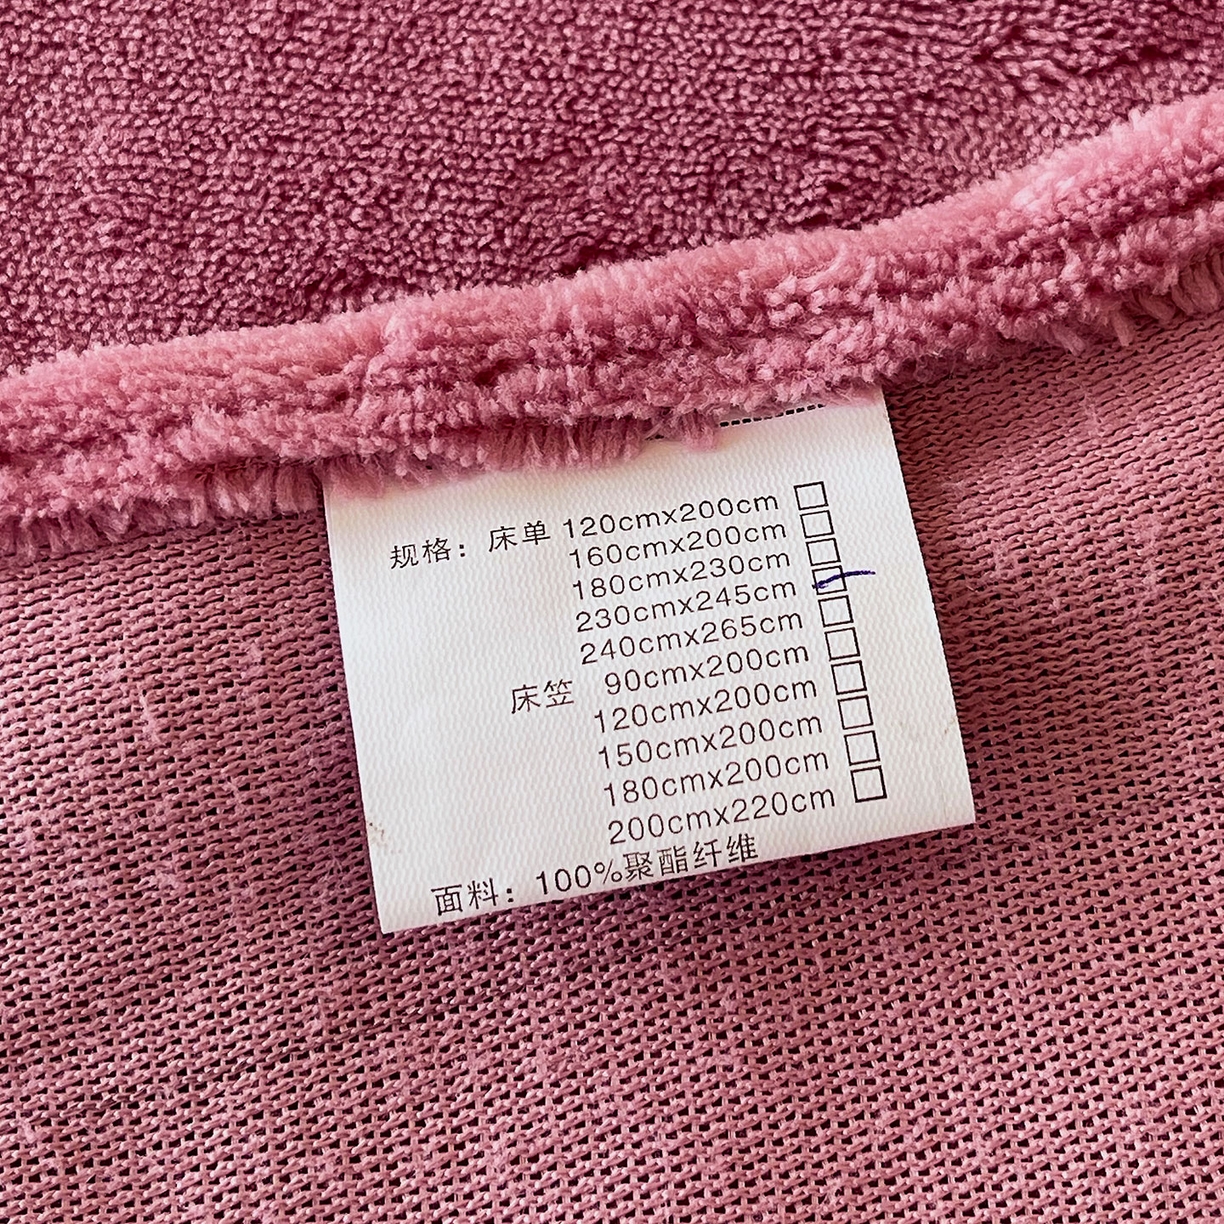 规格：床单 120cmx200cm □
160cmx200cm □
180cmx230cm □
230cmx245cm ☑
240cmx265cm □
床笠 90cmx200cm □
120cmx200cm □
150cmx200cm □
180cmx200cm □
200cmx220cm □
面料：100%聚酯纤维